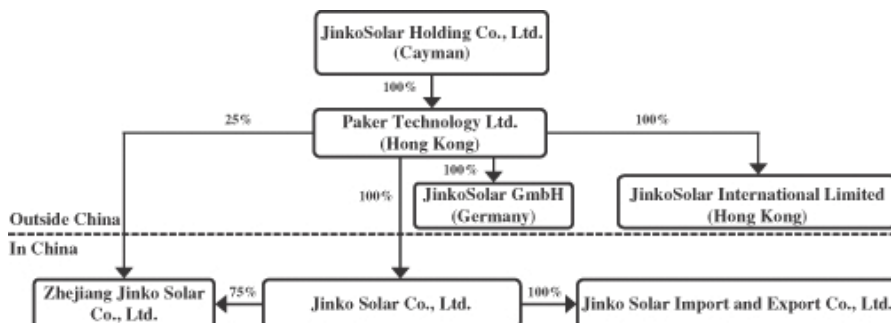 JinkoSolar Holding Co., Ltd.
(Cayman)
100%
25%
Paker Technology Ltd.
(Hong Kong)
100%
100%
100%
JinkoSolar GmbH
(Germany)
JinkoSolar International Limited
(Hong Kong)
Outside China
In China
Zhejiang Jinko Solar
Co., Ltd.
75%
Jinko Solar Co., Ltd.
100%
Jinko Solar Import and Export Co., Ltd.